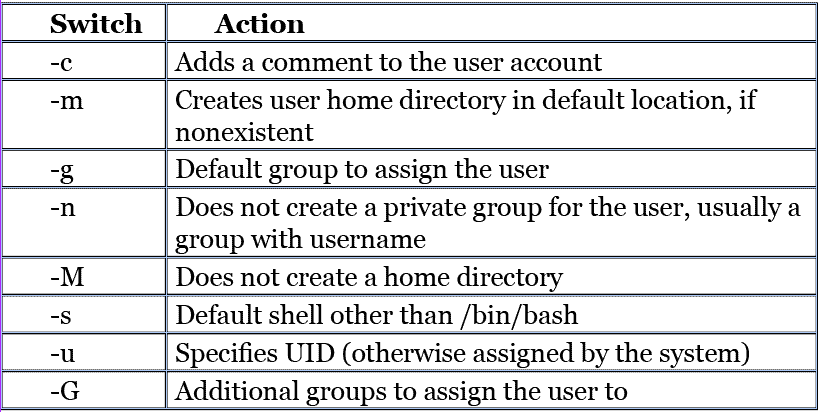 Switch Action
-c Adds a comment to the user account
-m Creates user home directory in default location, if
nonexistent
-g Default group to assign the user
-n Does not create a private group for the user, usually a
group with username
-M Does not create a home directory
-s Default shell other than /bin/bash
-u Specifies UID (otherwise assigned by the system)
-G Additional groups to assign the user to